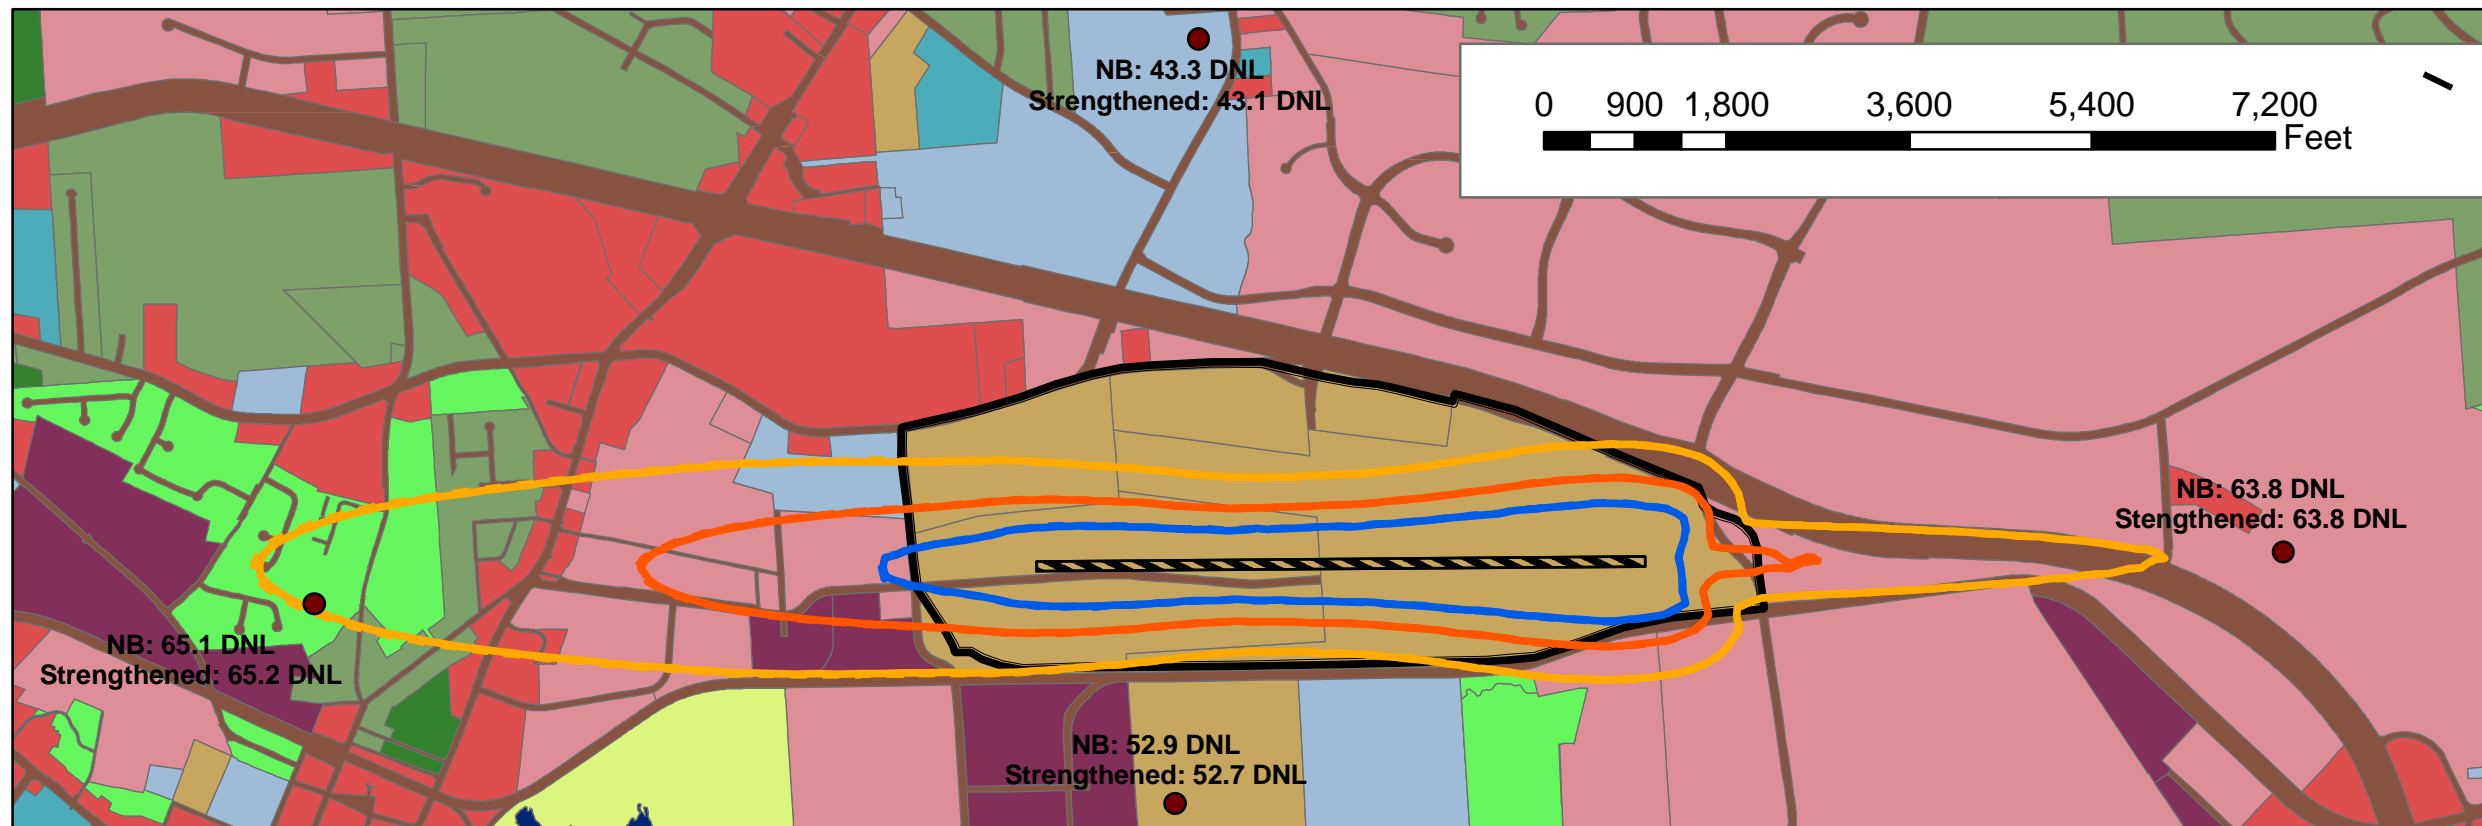 NB: 43.3 DNL
Strengthened: 43.1 DNL
0 900 1,800 3,600 5,400 7,200
Feet
NB: 63.8 DNL
Stengthened: 63.8 DNL
NB: 65.1 DNL
Strengthened: 65.2 DNL
NB: 52.9 DNL
Strengthened: 52.7 DNL